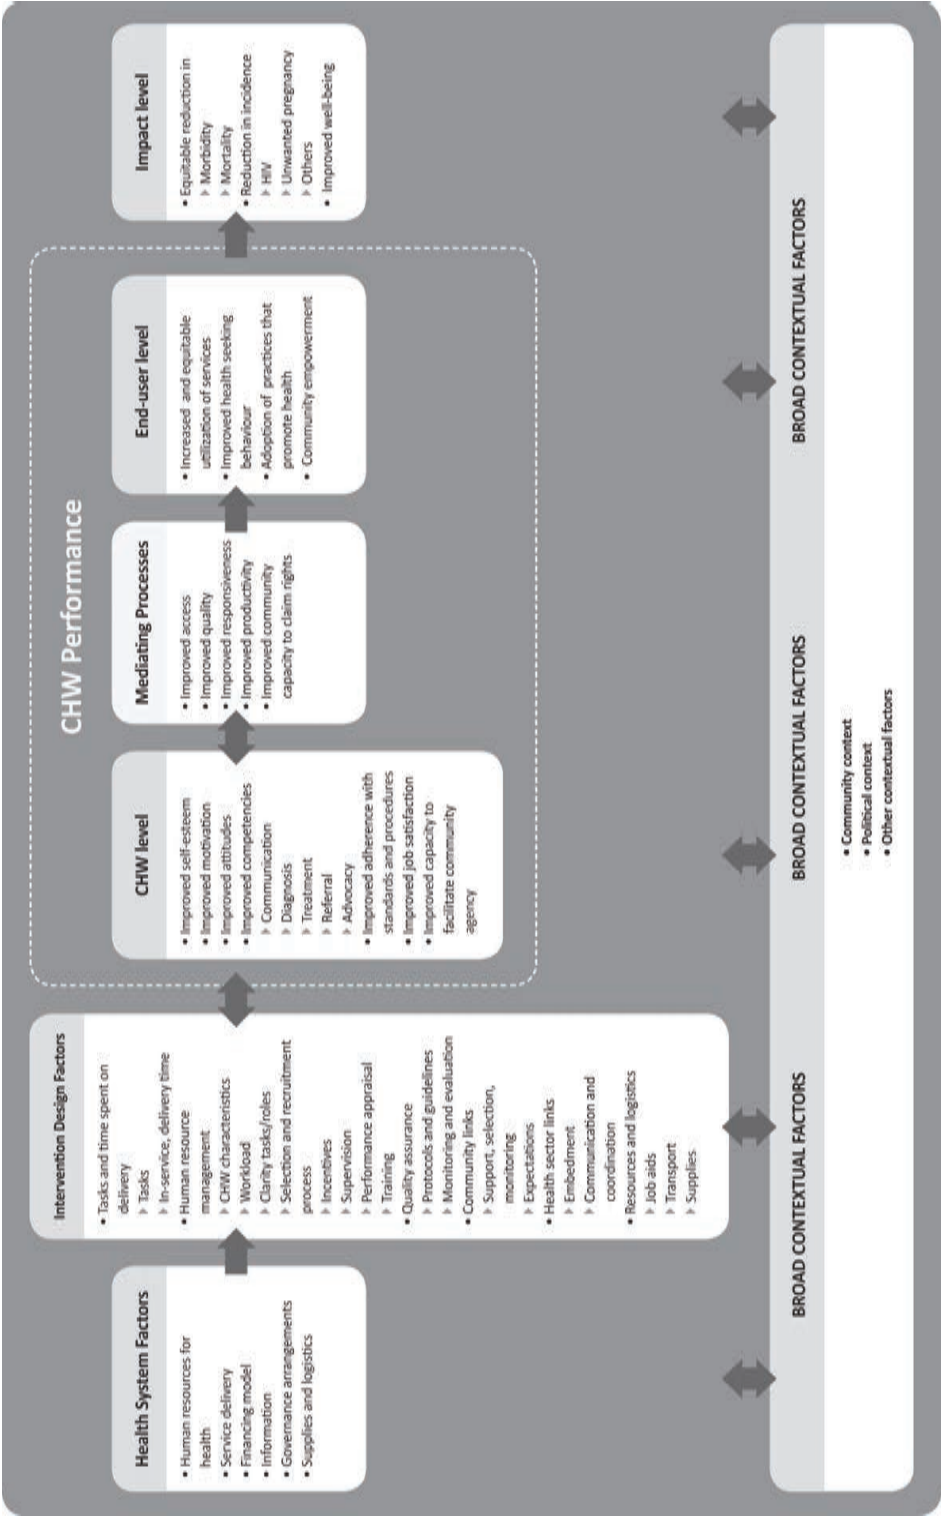 CHW Performance
Health System Factors
• Human resources for
health
• Service delivery
• Financing model
• Information
• Governance arrangements
• Supplies and logistics
Intervention Design Factors
• Tasks and time spent on
delivery
> Tasks
> In-service, delivery time
• Human resource
management
> CHW characteristics
> Workload
> Clarity tasks/roles
> Selection and recruitment
process
> Incentives
> Supervision
> Performance appraisal
> Training
• Quality assurance
> Protocols and guidelines
> Monitoring and evaluation
• Community links
> Support, selection,
monitoring
> Expectations
• Health sector links
> Embedment
> Communication and
coordination
• Resources and logistics
> Job aids
> Transport
> Supplies
CHW level
• Improved self-esteem
• Improved motivation
• Improved attitudes
• Improved competencies
> Communication
> Diagnosis
> Treatment
> Referral
> Advocacy
• Improved adherence with
standards and procedures
• Improved job satisfaction
• Improved capacity to
facilitate community
agency
Mediating Processes
• Improved access
• Improved quality
• Improved responsiveness
• Improved productivity
• Improved community
capacity to claim rights
End-user level
• Increased and equitable
utilization of services
• Improved health seeking
behaviour
• Adoption of practices that
promote health
• Community empowerment
Impact level
• Equitable reduction in
> Morbidity
> Mortality
• Reduction in incidence
> HIV
> Unwanted pregnancy
> Others
• Improved well-being
BROAD CONTEXTUAL FACTORS
BROAD CONTEXTUAL FACTORS
BROAD CONTEXTUAL FACTORS
• Community context
• Political context
• Other contextual factors